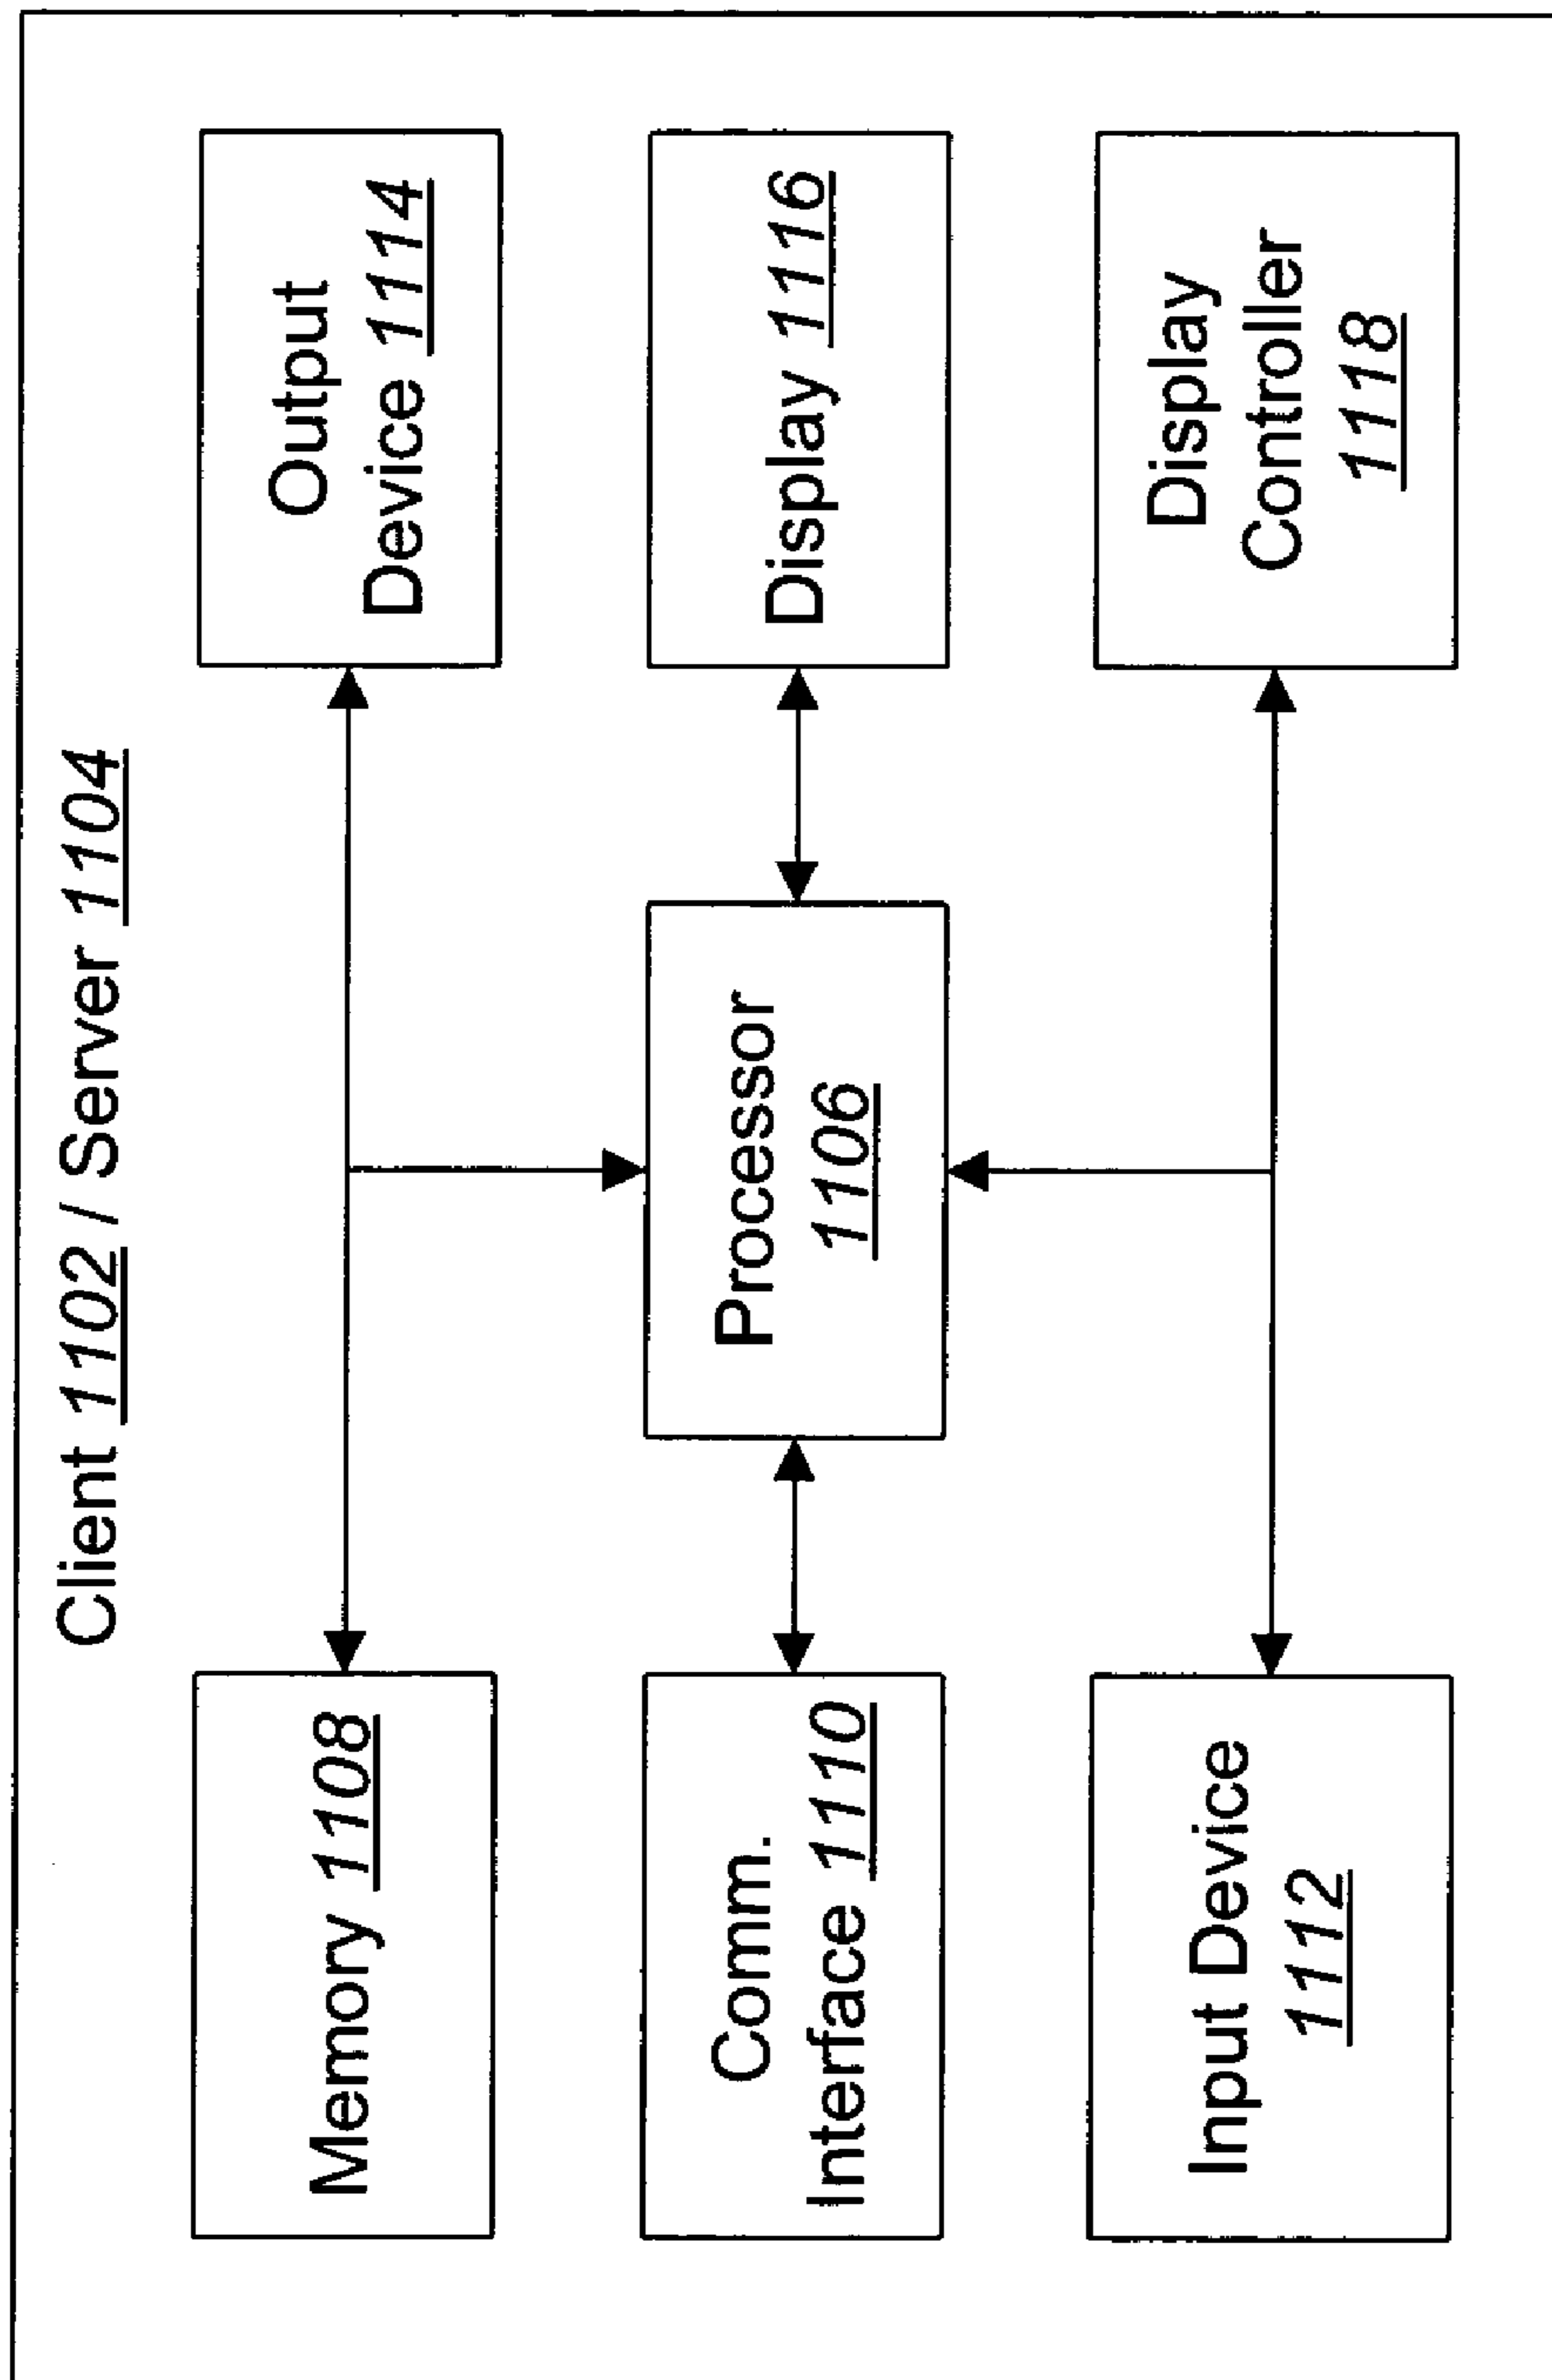 Client 1102 / Server 1104
Memory 1108
Output
Device 1114
Comm.
Interface 1110
Processor
1106
Display 1116
Input Device
1112
Display
Controller
1118